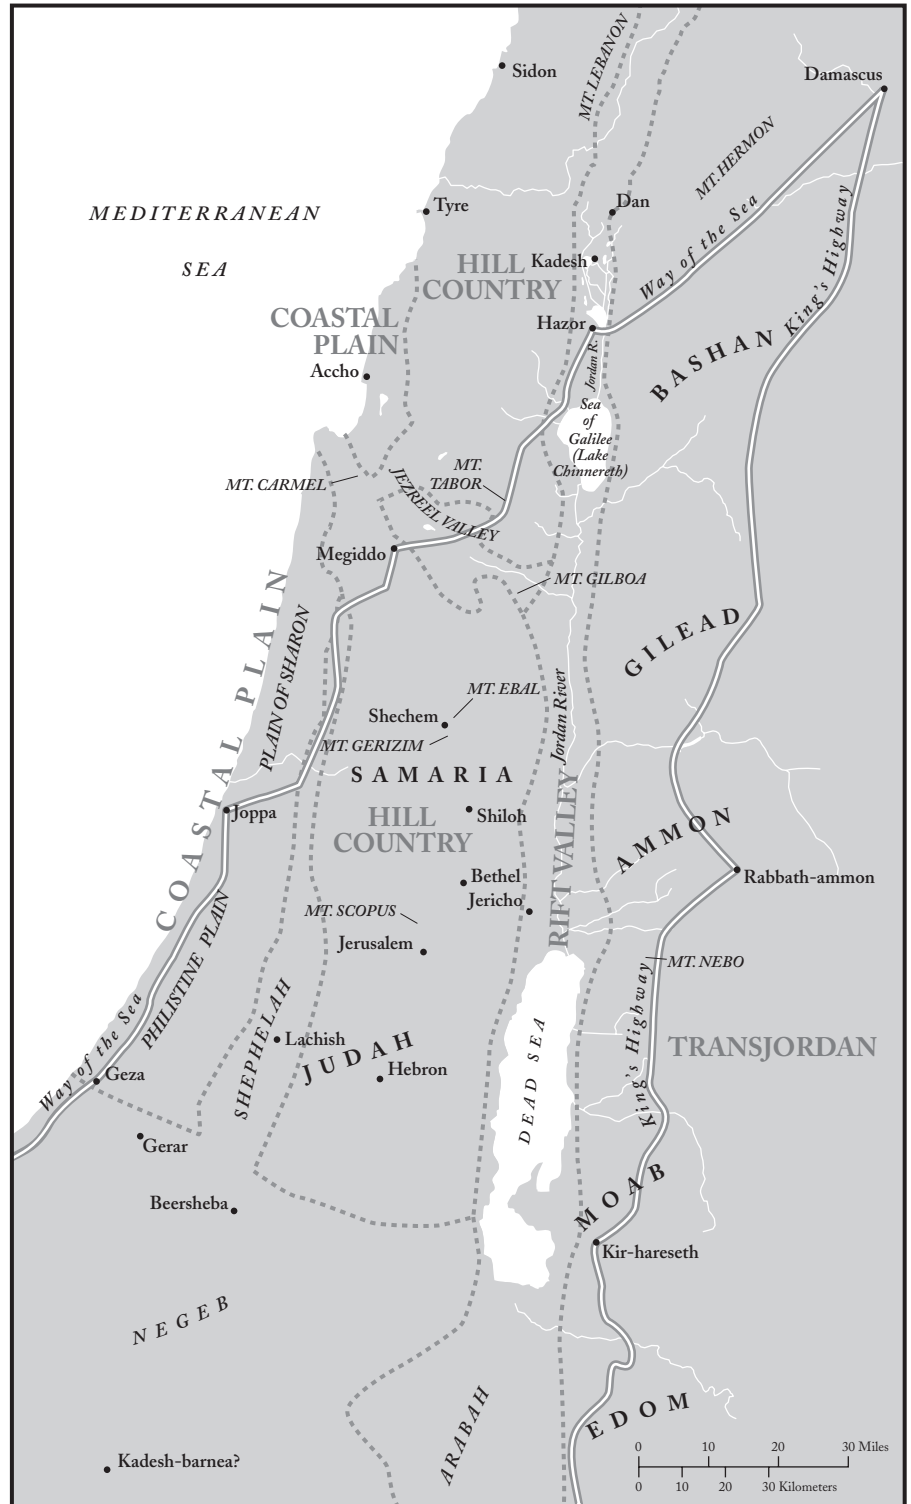 MT. LEBANON
Sidon
Damascus
MT. HERMON
MEDITERRANEAN
SEA
Tyre
Dan
Way of the Sea
King's Highway
HILL
COUNTRY
Kadesh
COASTAL
PLAIN
Hazor
Jordan R.
BASHAN
Accho
Sea
of
Galilee
(Lake
Chinnereth)
MT. CARMEL
MT.
TABOR
JEZREEL VALLEY
Megiddo
MT. GILBOA
COASTAL PLAIN
PLAIN OF SHARON
GILEAD
Jordan River
MT. EBAL
Shechem
MT. GERIZIM
SAMARIA
Joppa
Shiloh
HILL
COUNTRY
RIFT VALLEY
AMMON
Bethel
Jericho
Rabbath-ammon
MT. SCOPUS
Jerusalem
PHILISTINE PLAIN
MT. NEBO
King's Highway
Way of the Sea
SHEPHELAH
Lachish
JUDAH
Hebron
DEAD SEA
TRANSJORDAN
Geza
Gerar
Beersheba
MOAB
Kir-hareseth
NEGEB
ARABAH
EDOM
Kadesh-barnea?
0 10 20 30 Miles
0 10 20 30 Kilometers